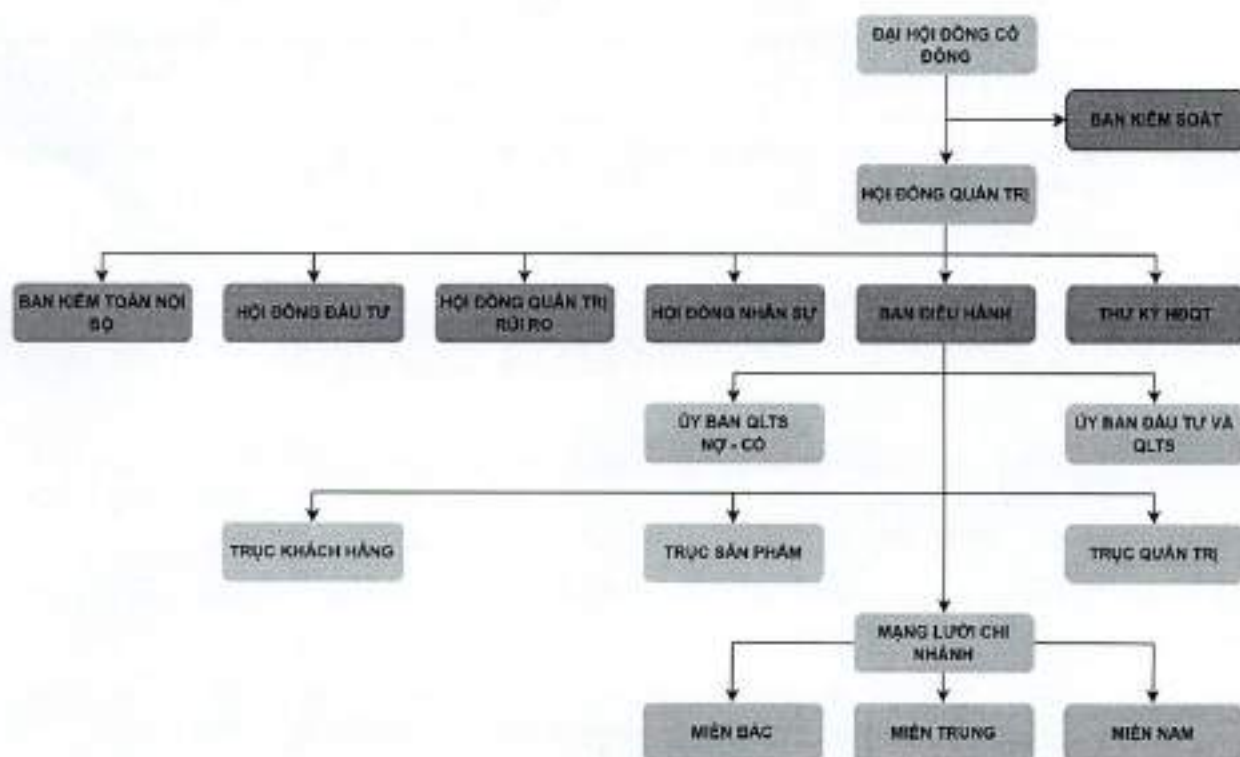 ĐẠI HỘI ĐỒNG CỔ
ĐÔNG
BAN KIỂM SOÁT
HỘI ĐỒNG QUẢN TRỊ
BAN KIỂM TOÁN NỘI
BỘ
HỘI ĐỒNG ĐẦU TƯ
HỘI ĐỒNG QUẢN TRỊ
RỦI RO
HỘI ĐỒNG NHÂN SỰ
BAN ĐIỀU HÀNH
THƯ KÝ HĐQT
ỦY BAN QLTS
NỢ - CÓ
ỦY BAN ĐẦU TƯ VÀ
QLTS
TRỤC KHÁCH HÀNG
TRỤC SẢN PHẨM
TRỤC QUẢN TRỊ
MẠNG LƯỚI CHI
NHÁNH
MIỀN BẮC
MIỀN TRUNG
MIỀN NAM